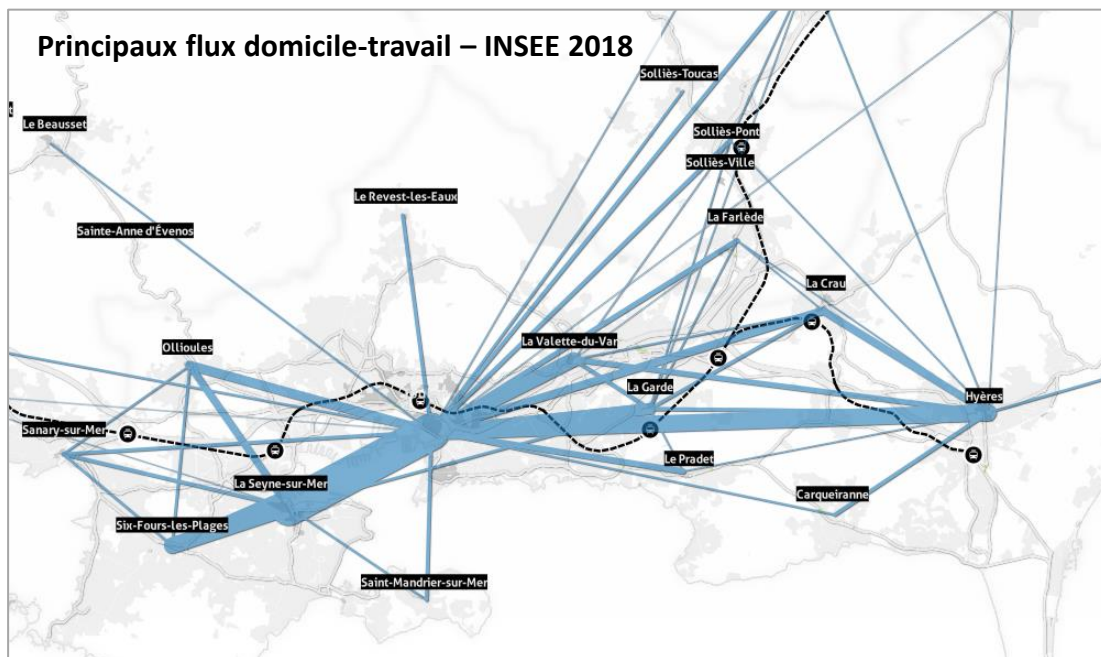 Principaux flux domicile-travail – INSEE 2018
Solliès-Toucas
Le Beausset
Solliès-Pont
Solliès-Ville
Le Revest-les-Eaux
La Farlède
Sainte-Anne d'Évenos
La Crau
La Valette-du-Var
Ollioules
La Garde
Hyères
Sanary-sur-Mer
Le Pradet
La Seyne-sur-Mer
Carqueiranne
Six-Fours-les-Plages
Saint-Mandrier-sur-Mer